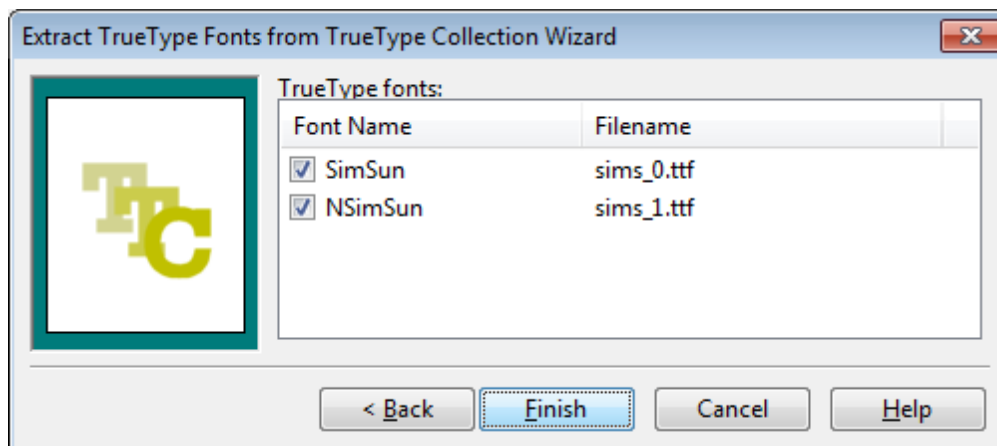 Extract TrueType Fonts from TrueType Collection Wizard
TrueType fonts:
Font Name Filename
SimSun sims_0.ttf
NSimSun sims_1.ttf
TTC
< Back Finish Cancel Help